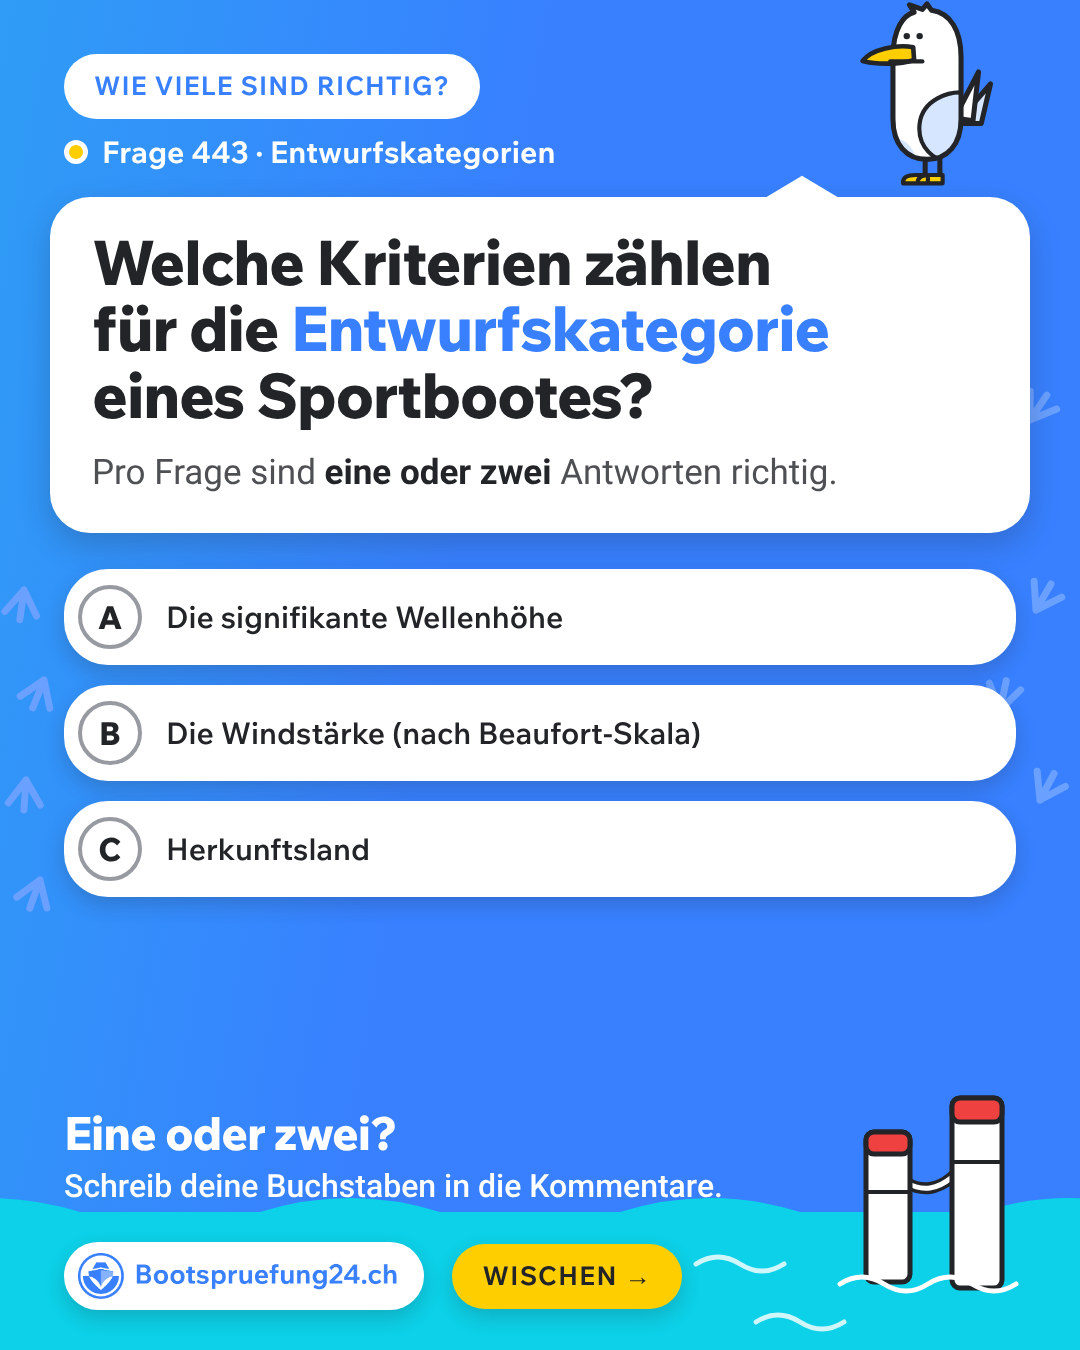 WIE VIELE SIND RICHTIG?
Frage 443 · Entwurfskategorien
Welche Kriterien zählen
für die Entwurfskategorie
eines Sportbootes?
Pro Frage sind eine oder zwei Antworten richtig.
A Die signifikante Wellenhöhe
B Die Windstärke (nach Beaufort-Skala)
C Herkunftsland
Eine oder zwei?
Schreib deine Buchstaben in die Kommentare.
Bootspruefung24.ch
WISCHEN →